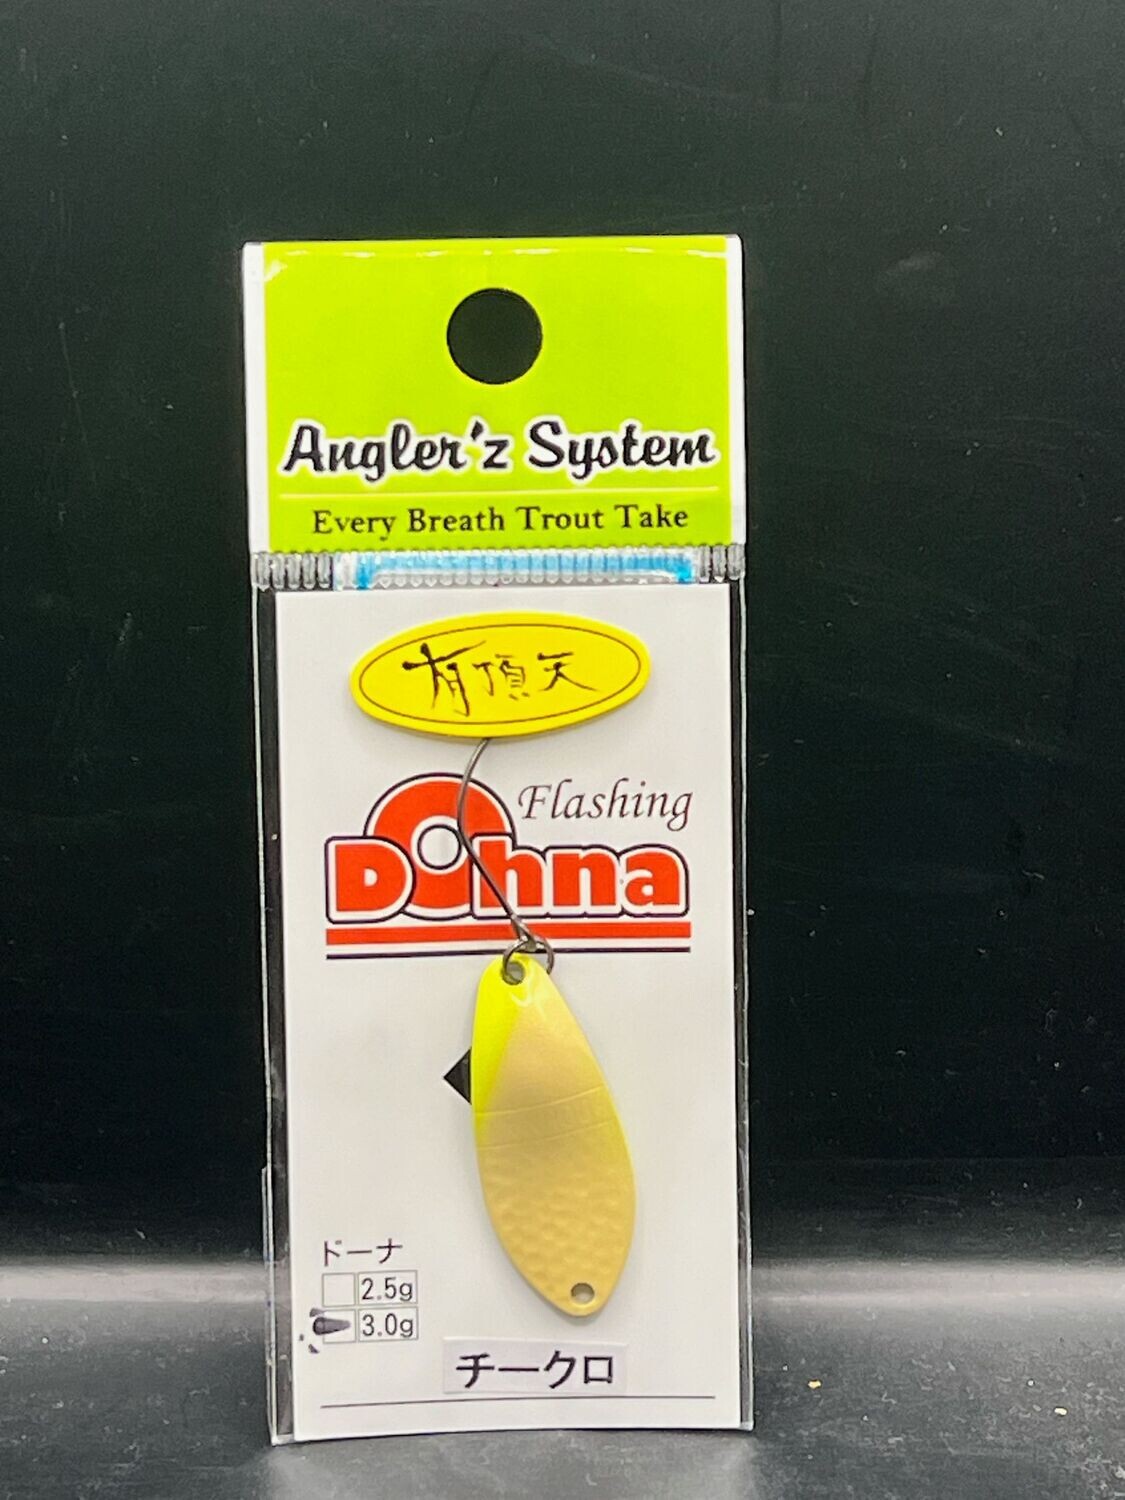 Angler'z System
Every Breath Trout Take
有頂天
Flashing
Dohna
ドーナ
2.5g
3.0g
チークロ